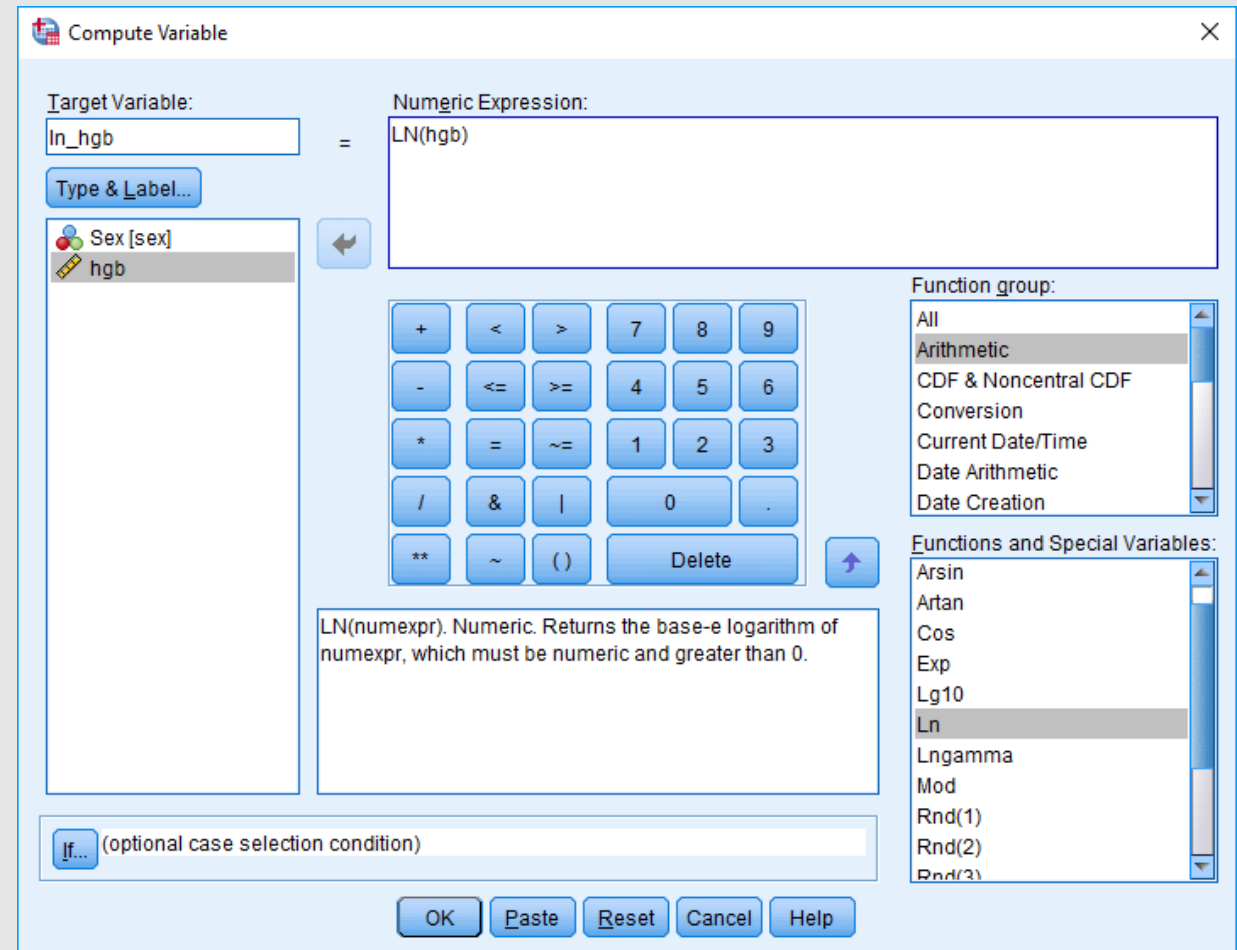 Compute Variable
Target Variable:
Numeric Expression:
ln_hgb
=
LN(hgb)
Type & Label...
Sex [sex]
hgb
Function group:
All
Arithmetic
CDF & Noncentral CDF
Conversion
Current Date/Time
Date Arithmetic
Date Creation
+ < > 7 8 9
- <= >= 4 5 6
* = ~= 1 2 3
/ & | 0 .
** ~ ( ) Delete
Functions and Special Variables:
Arsin
Artan
Cos
Exp
Lg10
Ln
Lngamma
Mod
Rnd(1)
Rnd(2)
Rnd(3)
LN(numexpr). Numeric. Returns the base-e logarithm of
numexpr, which must be numeric and greater than 0.
If... (optional case selection condition)
OK Paste Reset Cancel Help